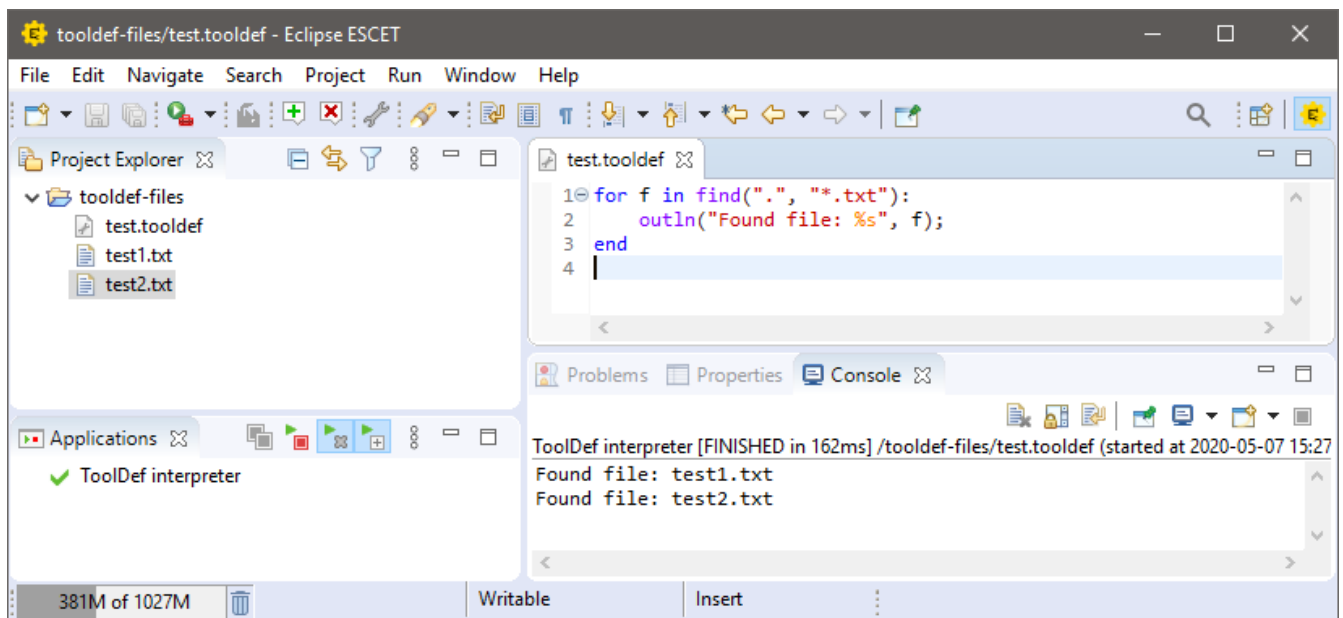 tooldef-files/test.tooldef - Eclipse ESCET
File Edit Navigate Search Project Run Window Help
Project Explorer
tooldef-files
test.tooldef
test1.txt
test2.txt
test.tooldef
1 for f in find(".", "*.txt"):
2     outln("Found file: %s", f);
3 end
4
Problems Properties Console
ToolDef interpreter [FINISHED in 162ms] /tooldef-files/test.tooldef (started at 2020-05-07 15:27
Found file: test1.txt
Found file: test2.txt
Applications
ToolDef interpreter
381M of 1027M Writable Insert